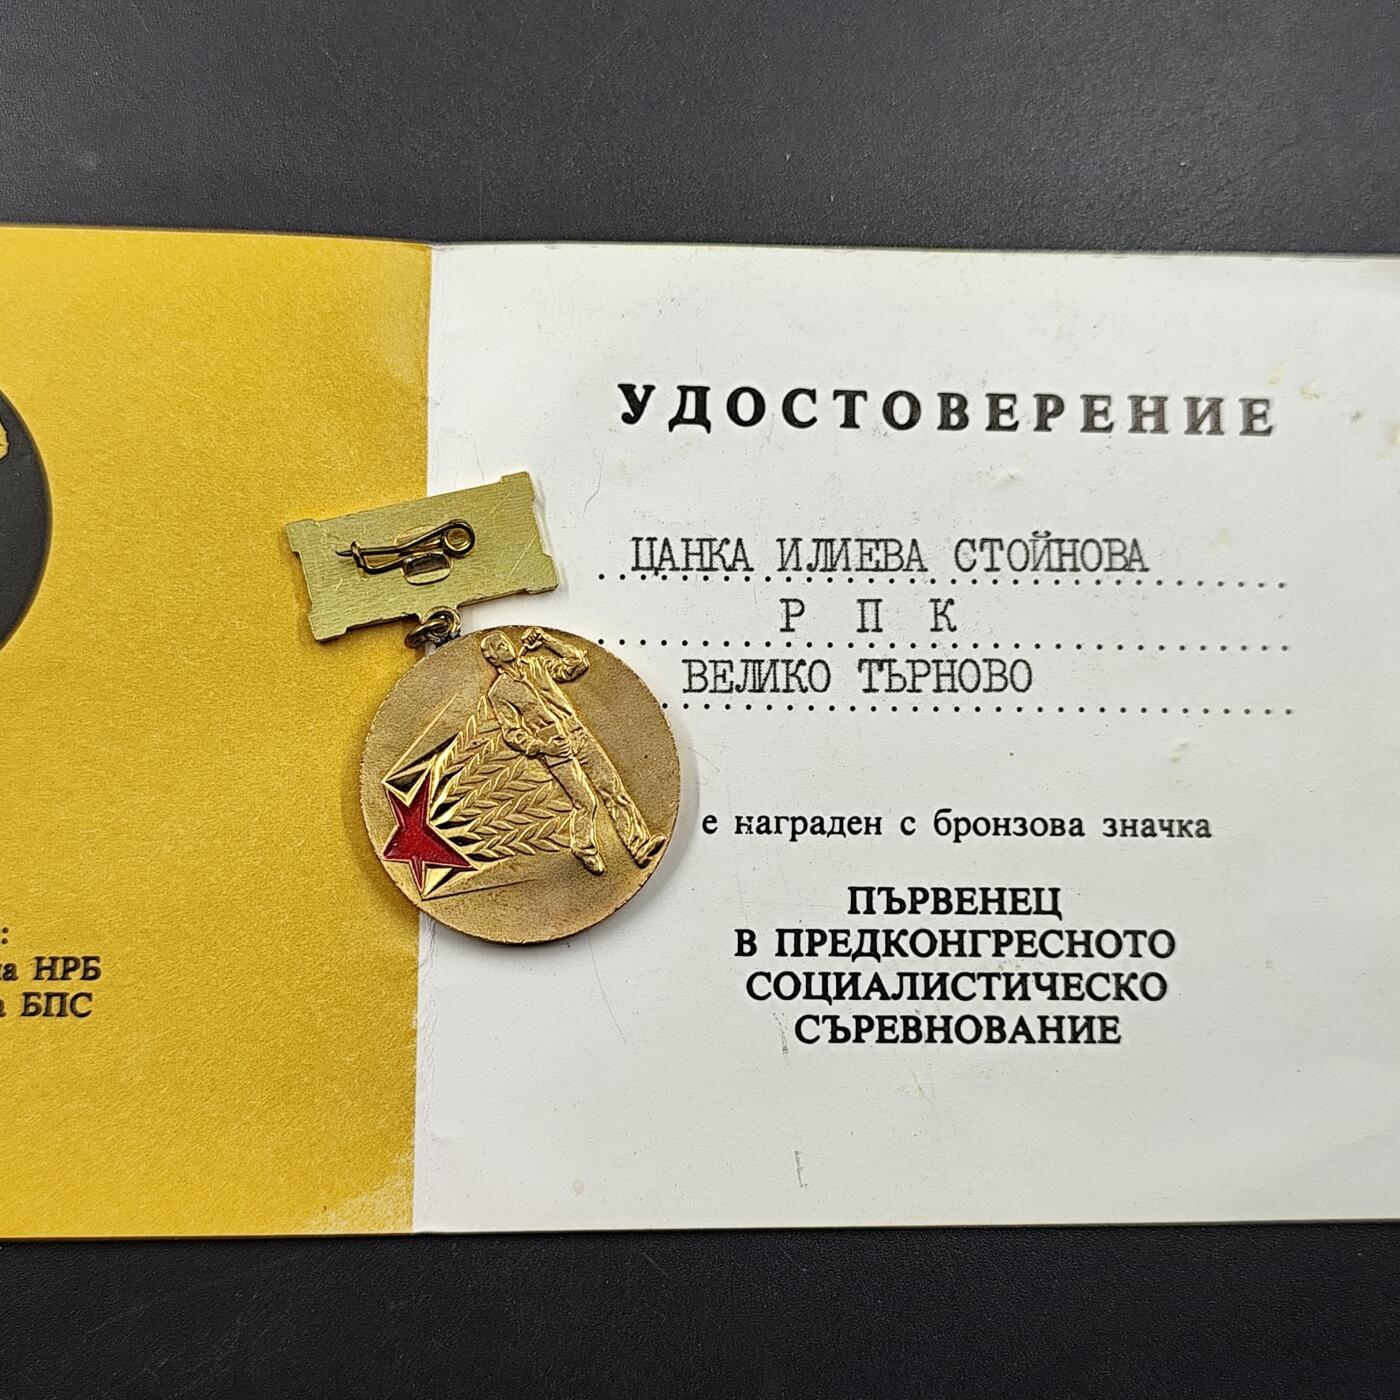 НРБ
БПС
УДОСТОВЕРЕНИЕ
ЦАНКА ИЛИЕВА СТОЙНОВА
Р П К
ВЕЛИКО ТЪРНОВО
е награден с бронзова значка
ПЪРВЕНЕЦ
В ПРЕДКОНГРЕСНОТО
СОЦИАЛИСТИЧЕСКО
СЪРЕВНОВАНИЕ